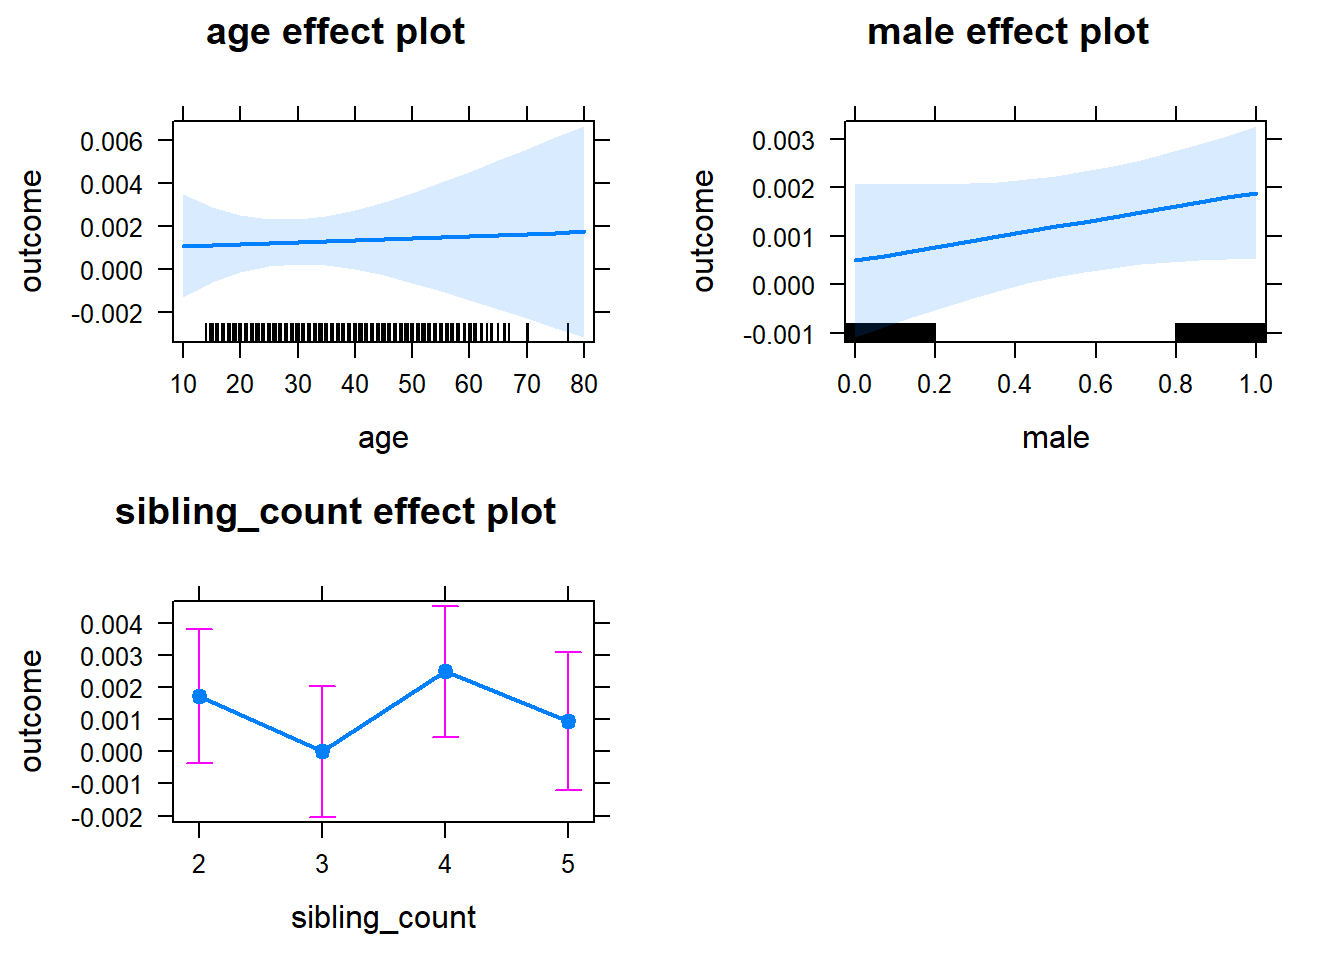 age effect plot
outcome
0.006
0.004
0.002
0.000
-0.002
10 20 30 40 50 60 70 80
age
male effect plot
outcome
0.003
0.002
0.001
0.000
-0.001
0.0 0.2 0.4 0.6 0.8 1.0
male
sibling_count effect plot
outcome
0.004
0.003
0.002
0.001
0.000
-0.001
-0.002
2 3 4 5
sibling_count